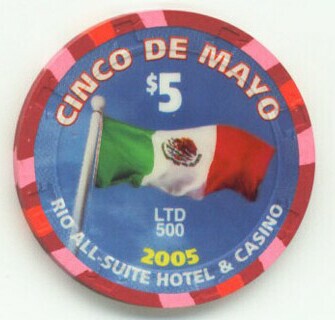 CINCO DE MAYO
$5
LTD
500
2005
RIO ALL-SUITE HOTEL & CASINO